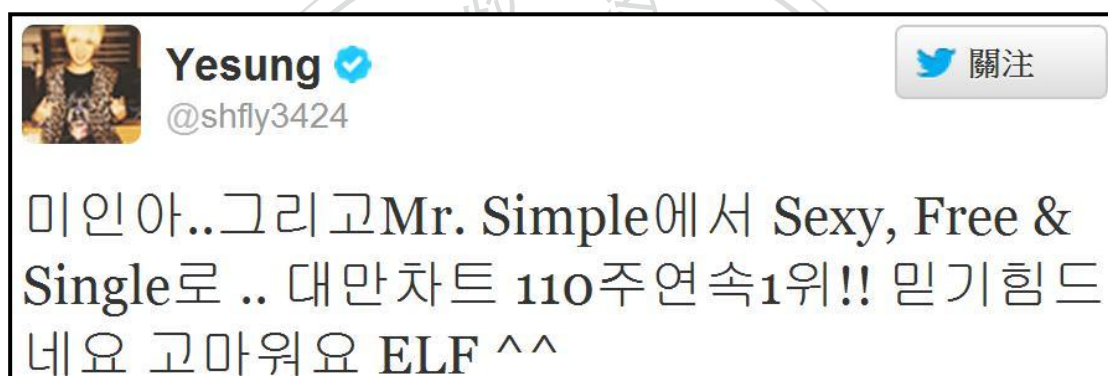 Yesung
@shfly3424
關注
미인아..그리고Mr. Simple에서 Sexy, Free &
Single로 .. 대만차트 110주연속1위!! 믿기힘드
네요 고마워요 ELF ^^